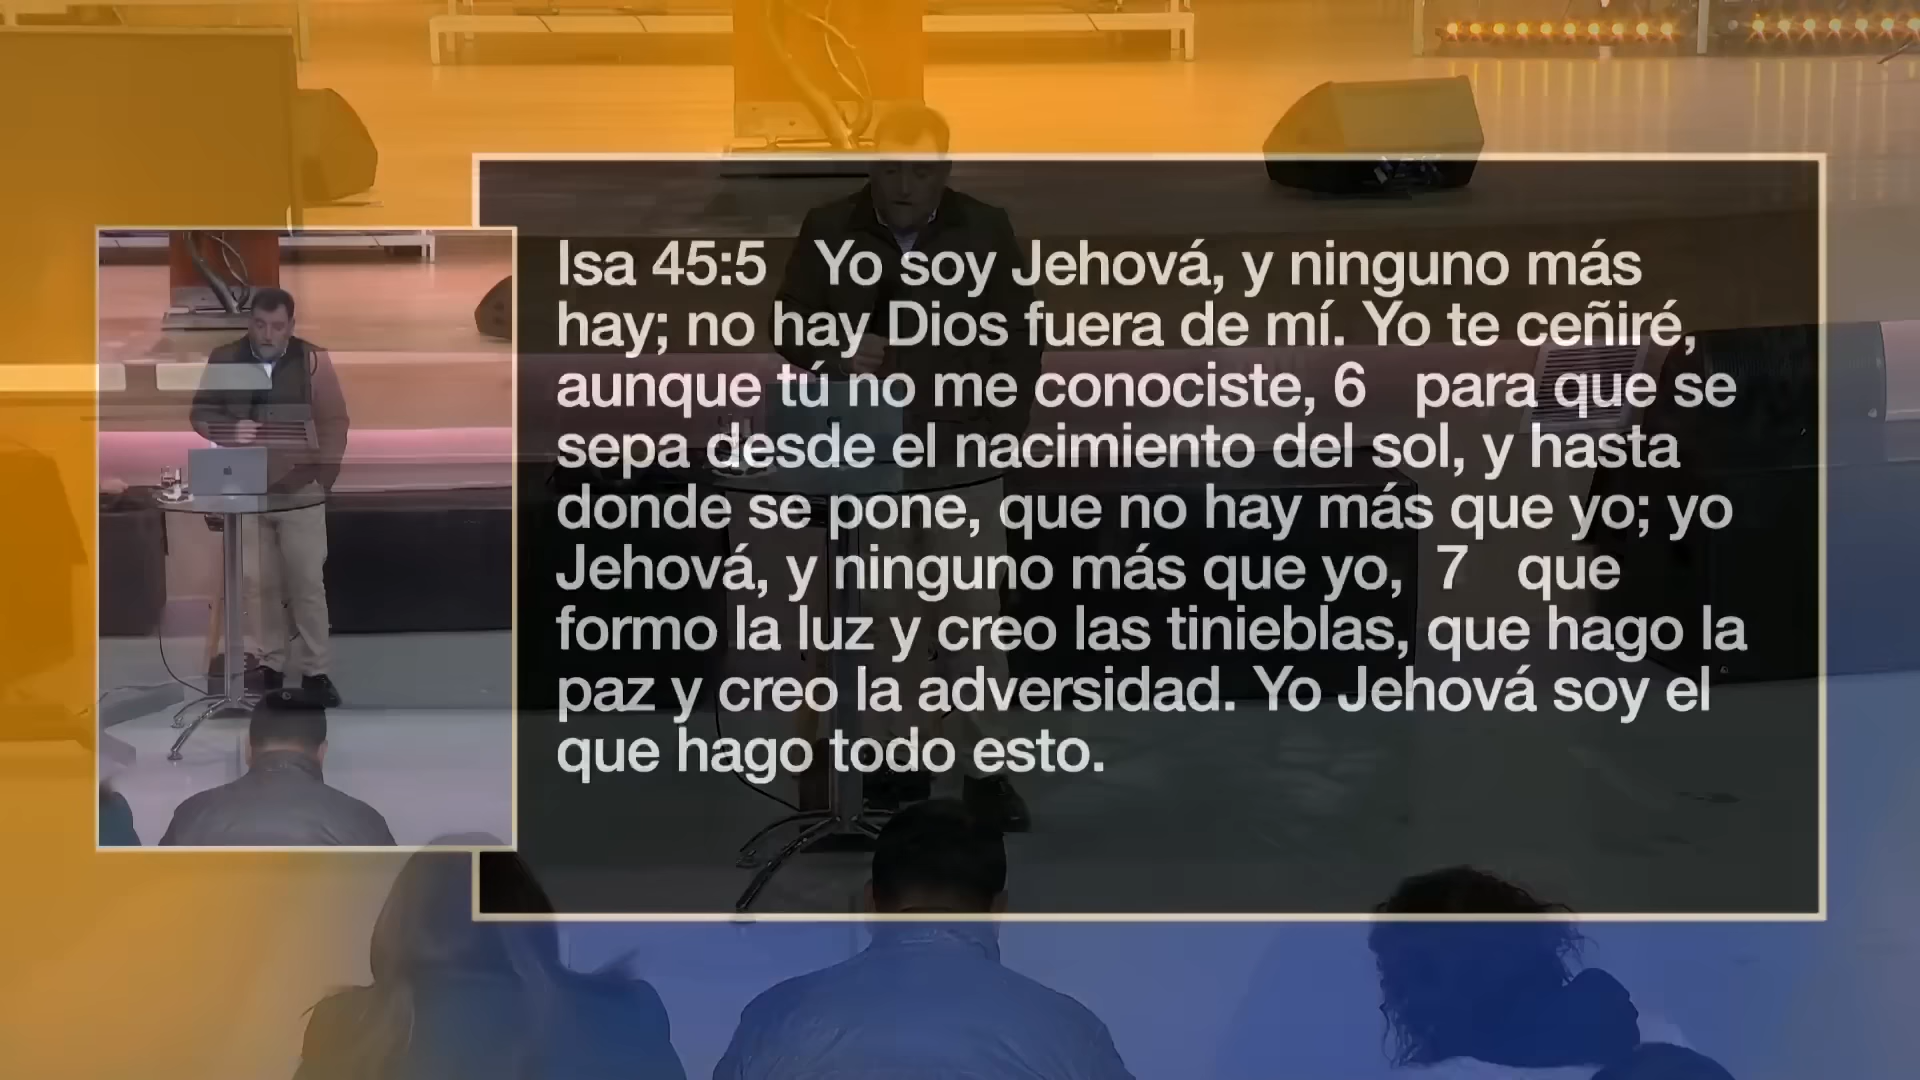 Isa 45:5 Yo soy Jehová, y ninguno más
hay; no hay Dios fuera de mí. Yo te ceñiré,
aunque tú no me conociste, 6 para que se
sepa desde el nacimiento del sol, y hasta
donde se pone, que no hay más que yo; yo
Jehová, y ninguno más que yo, 7 que
formo la luz y creo las tinieblas, que hago la
paz y creo la adversidad. Yo Jehová soy el
que hago todo esto.